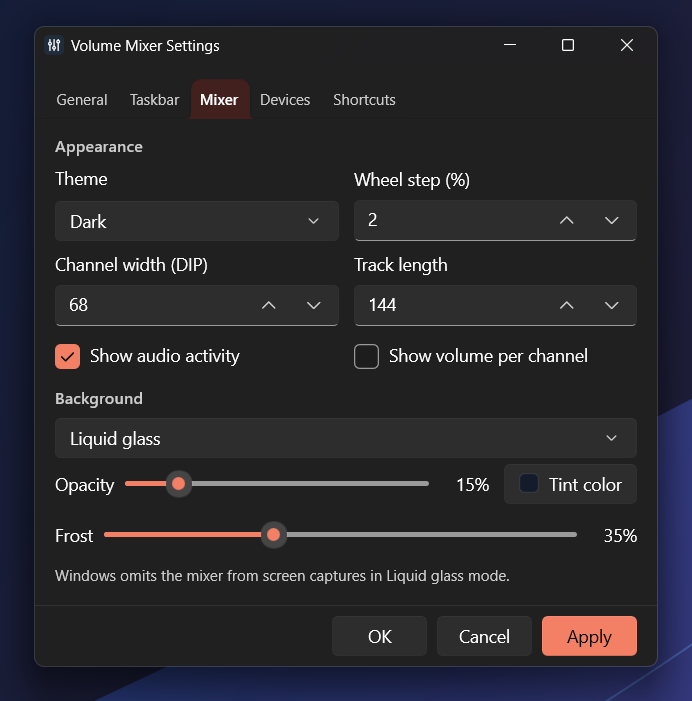 Volume Mixer Settings
General Taskbar Mixer Devices Shortcuts
Appearance
Theme Wheel step (%)
Dark 2
Channel width (DIP) Track length
68 144
Show audio activity Show volume per channel
Background
Liquid glass
Opacity 15% Tint color
Frost 35%
Windows omits the mixer from screen captures in Liquid glass mode.
OK Cancel Apply